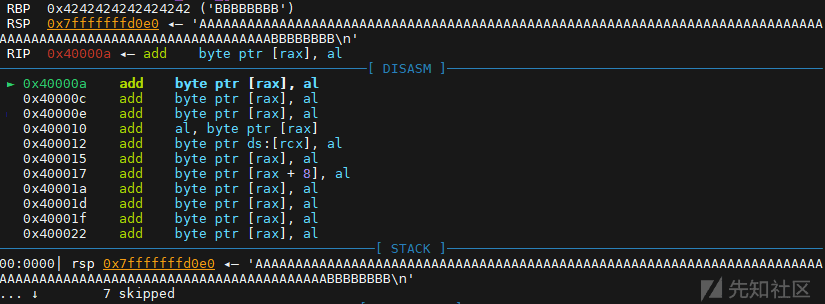 RBP  0x4242424242424242 ('BBBBBBBB')
RSP  0x7fffffffd0e0 ◂— 'AAAAAAAAAAAAAAAAAAAAAAAAAAAAAAAAAAAAAAAAAAAAAAAAAAAAAAAAAAAAAAAAAAAAAAAAAAAAAAAAAAAAAAAAA
AAAAAAAAAAAAAAAAAAAAAAAAAAAAAAAAAAAAAAABBBBBBBB\n'
RIP  0x40000a ◂— add    byte ptr [rax], al
[ DISASM ]
► 0x40000a    add    byte ptr [rax], al
0x40000c    add    byte ptr [rax], al
0x40000e    add    byte ptr [rax], al
0x400010    add    al, byte ptr [rax]
0x400012    add    byte ptr ds:[rcx], al
0x400015    add    byte ptr [rax], al
0x400017    add    byte ptr [rax + 8], al
0x40001a    add    byte ptr [rax], al
0x40001d    add    byte ptr [rax], al
0x40001f    add    byte ptr [rax], al
0x400022    add    byte ptr [rax], al
[ STACK ]
00:0000│ rsp 0x7fffffffd0e0 ◂— 'AAAAAAAAAAAAAAAAAAAAAAAAAAAAAAAAAAAAAAAAAAAAAAAAAAAAAAAAAAAAAAAAAAAAAAAAAAAAAAAAA
AAAAAAAAAAAAAAAAAAAAAAAAAAAAAAAAAAAAAAAAAAAAAAABBBBBBBB\n'
... ↓        7 skipped
先知社区